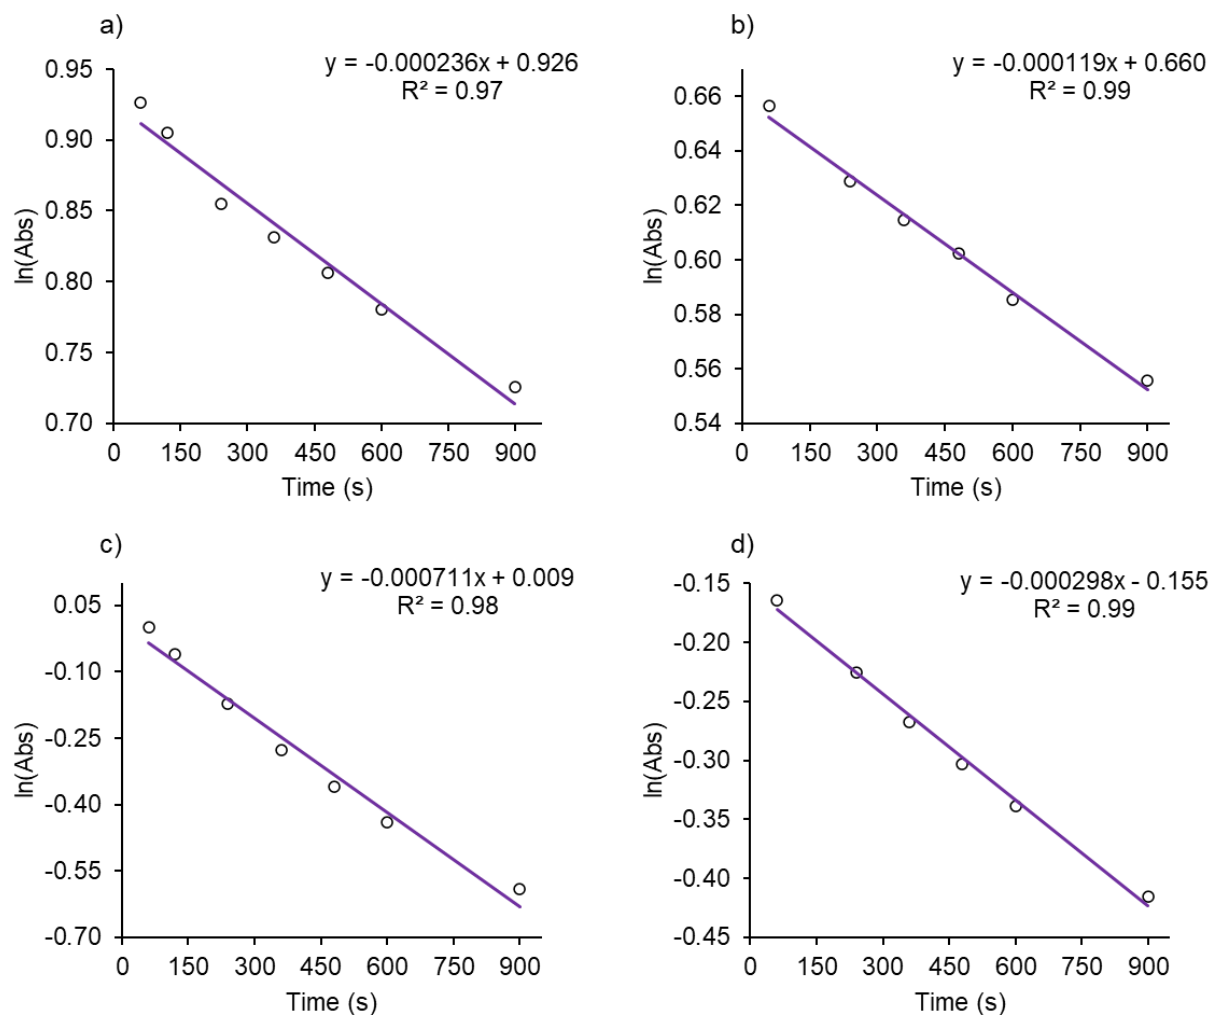 a)
y = -0.000236x + 0.926
R² = 0.97
0.95
0.90
0.85
0.80
0.75
0.70
ln(Abs)
0 150 300 450 600 750 900
Time (s)
b)
y = -0.000119x + 0.660
R² = 0.99
0.66
0.64
0.62
0.60
0.58
0.56
0.54
ln(Abs)
0 150 300 450 600 750 900
Time (s)
c)
y = -0.000711x + 0.009
R² = 0.98
0.05
-0.10
-0.25
-0.40
-0.55
-0.70
ln(Abs)
0 150 300 450 600 750 900
Time (s)
d)
y = -0.000298x - 0.155
R² = 0.99
-0.15
-0.20
-0.25
-0.30
-0.35
-0.40
-0.45
ln(Abs)
0 150 300 450 600 750 900
Time (s)